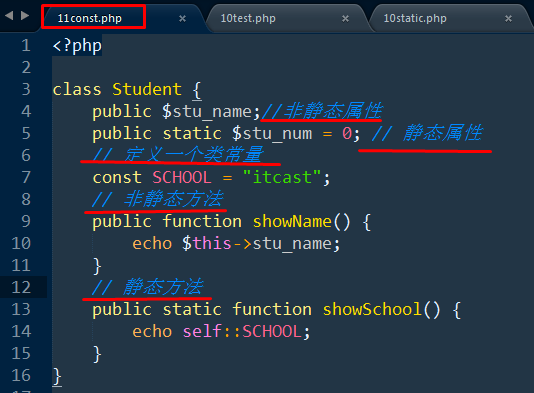 11const.php × 10test.php × 10static.php ×
1 <?php
2
3 class Student {
4 public $stu_name;//非静态属性
5 public static $stu_num = 0; // 静态属性
6 // 定义一个类常量
7 const SCHOOL = "itcast";
8 // 非静态方法
9 public function showName() {
10 echo $this->stu_name;
11 }
12 // 静态方法
13 public static function showSchool() {
14 echo self::SCHOOL;
15 }
16 }